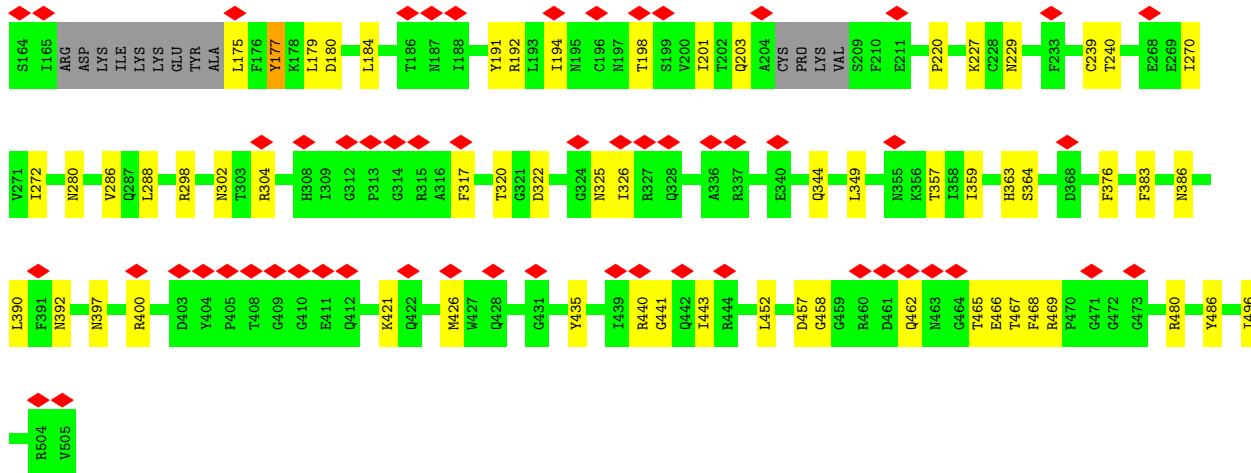 S164 I165 ARG ASP LYS ILE LYS LYS GLU TYR ALA L175 F176 Y177 K178 L179 D180 L184 T186 N187 I188 Y191 R192 L193 I194 N195 C196 N197 T198 S199 V200 I201 T202 Q203 A204 CYS PRO LYS VAL S209 F210 E211 P220 K227 C228 N229 F233 C239 T240 E268 E269 I270
V271 I272 N280 V286 Q287 L288 R298 N302 T303 R304 H308 I309 G312 P313 G314 R315 A316 F317 T320 G321 D322 G324 N325 I326 R327 Q328 A336 R337 E340 Q344 L349 N355 K356 T357 I358 I359 H363 S364 D368 F376 F383 N386
L390 F391 N392 N397 R400 D403 Y404 P405 T408 G409 G410 E411 Q412 K421 Q422 M426 W427 Q428 G431 Y435 I439 R440 G441 Q442 I443 R444 L452 D457 G458 G459 R460 D461 Q462 N463 G464 T465 E466 T467 F468 R469 P470 G471 G472 G473 R480 Y486 I496
R504 V505